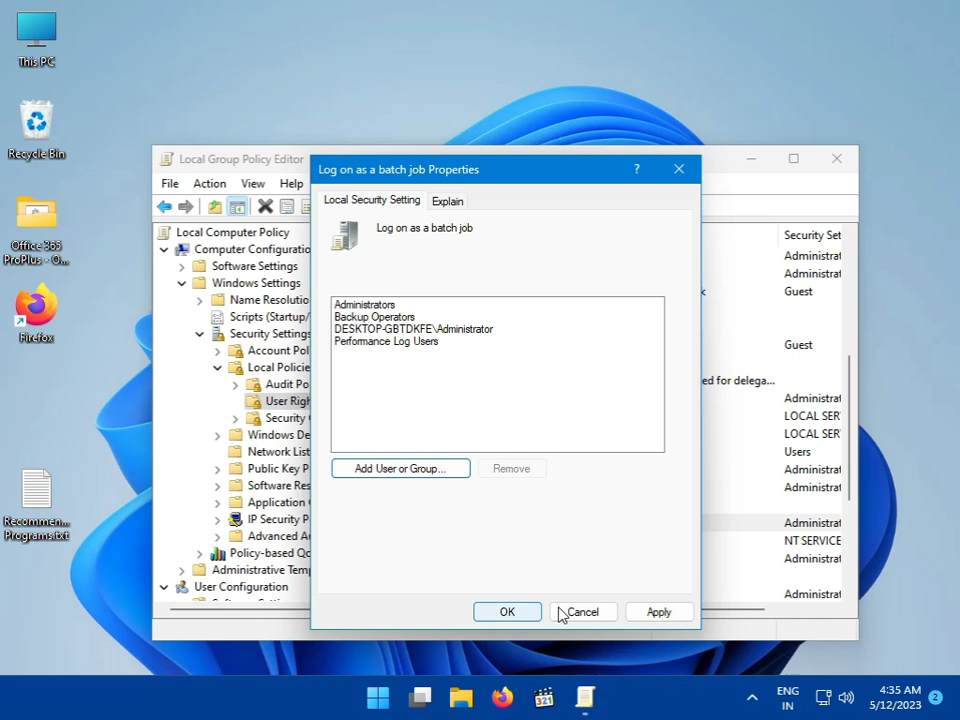 This PC
Recycle Bin
Office 365
ProPlus - O...
Firefox
Recommen...
Programs.txt
Local Group Policy Editor
File Action View Help
Local Computer Policy
Computer Configuratio
Software Settings
Windows Settings
Name Resolutio
Scripts (Startup/
Security Settings
Account Pol
Local Policie
Audit Po
User Righ
Security
Windows De
Network List
Public Key P
Software Res
Application
IP Security P
Advanced Au
Policy-based Qo
Administrative Temp
User Configuration
Log on as a batch job Properties
?
Local Security Setting
Explain
Log on as a batch job
Administrators
Backup Operators
DESKTOP-GBTDKFE\Administrator
Performance Log Users
Add User or Group...
Remove
OK
Cancel
Apply
Security Set
Administrat
Administrat
Guest
Guest
ed for delega...
Administrat
LOCAL SER
LOCAL SER
Users
Administrat
Administrat
Administrat
NT SERVICE
Administrat
Administrat
321
ENG
IN
4:35 AM
5/12/2023
2